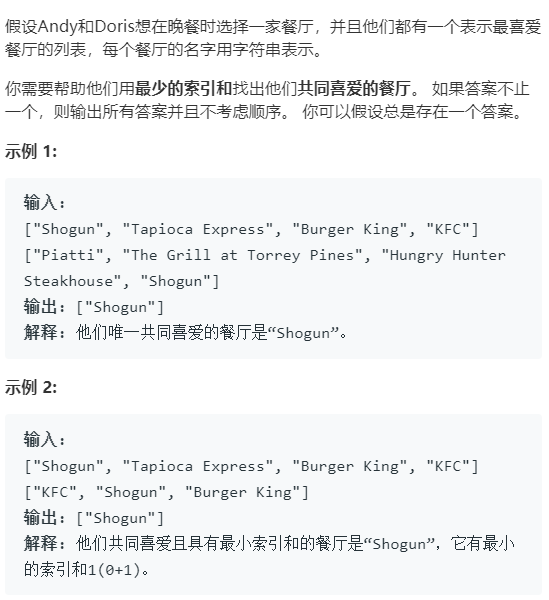 假设Andy和Doris想在晚餐时选择一家餐厅，并且他们都有一个表示最喜爱
餐厅的列表，每个餐厅的名字用字符串表示。
你需要帮助他们用最少的索引和找出他们共同喜爱的餐厅。 如果答案不止
一个，则输出所有答案并且不考虑顺序。 你可以假设总是存在一个答案。
示例 1:
输入：
["Shogun", "Tapioca Express", "Burger King", "KFC"]
["Piatti", "The Grill at Torrey Pines", "Hungry Hunter
Steakhouse", "Shogun"]
输出：["Shogun"]
解释：他们唯一共同喜爱的餐厅是“Shogun”。
示例 2:
输入：
["Shogun", "Tapioca Express", "Burger King", "KFC"]
["KFC", "Shogun", "Burger King"]
输出：["Shogun"]
解释：他们共同喜爱且具有最小索引和的餐厅是“Shogun”，它有最小
的索引和1(0+1)。